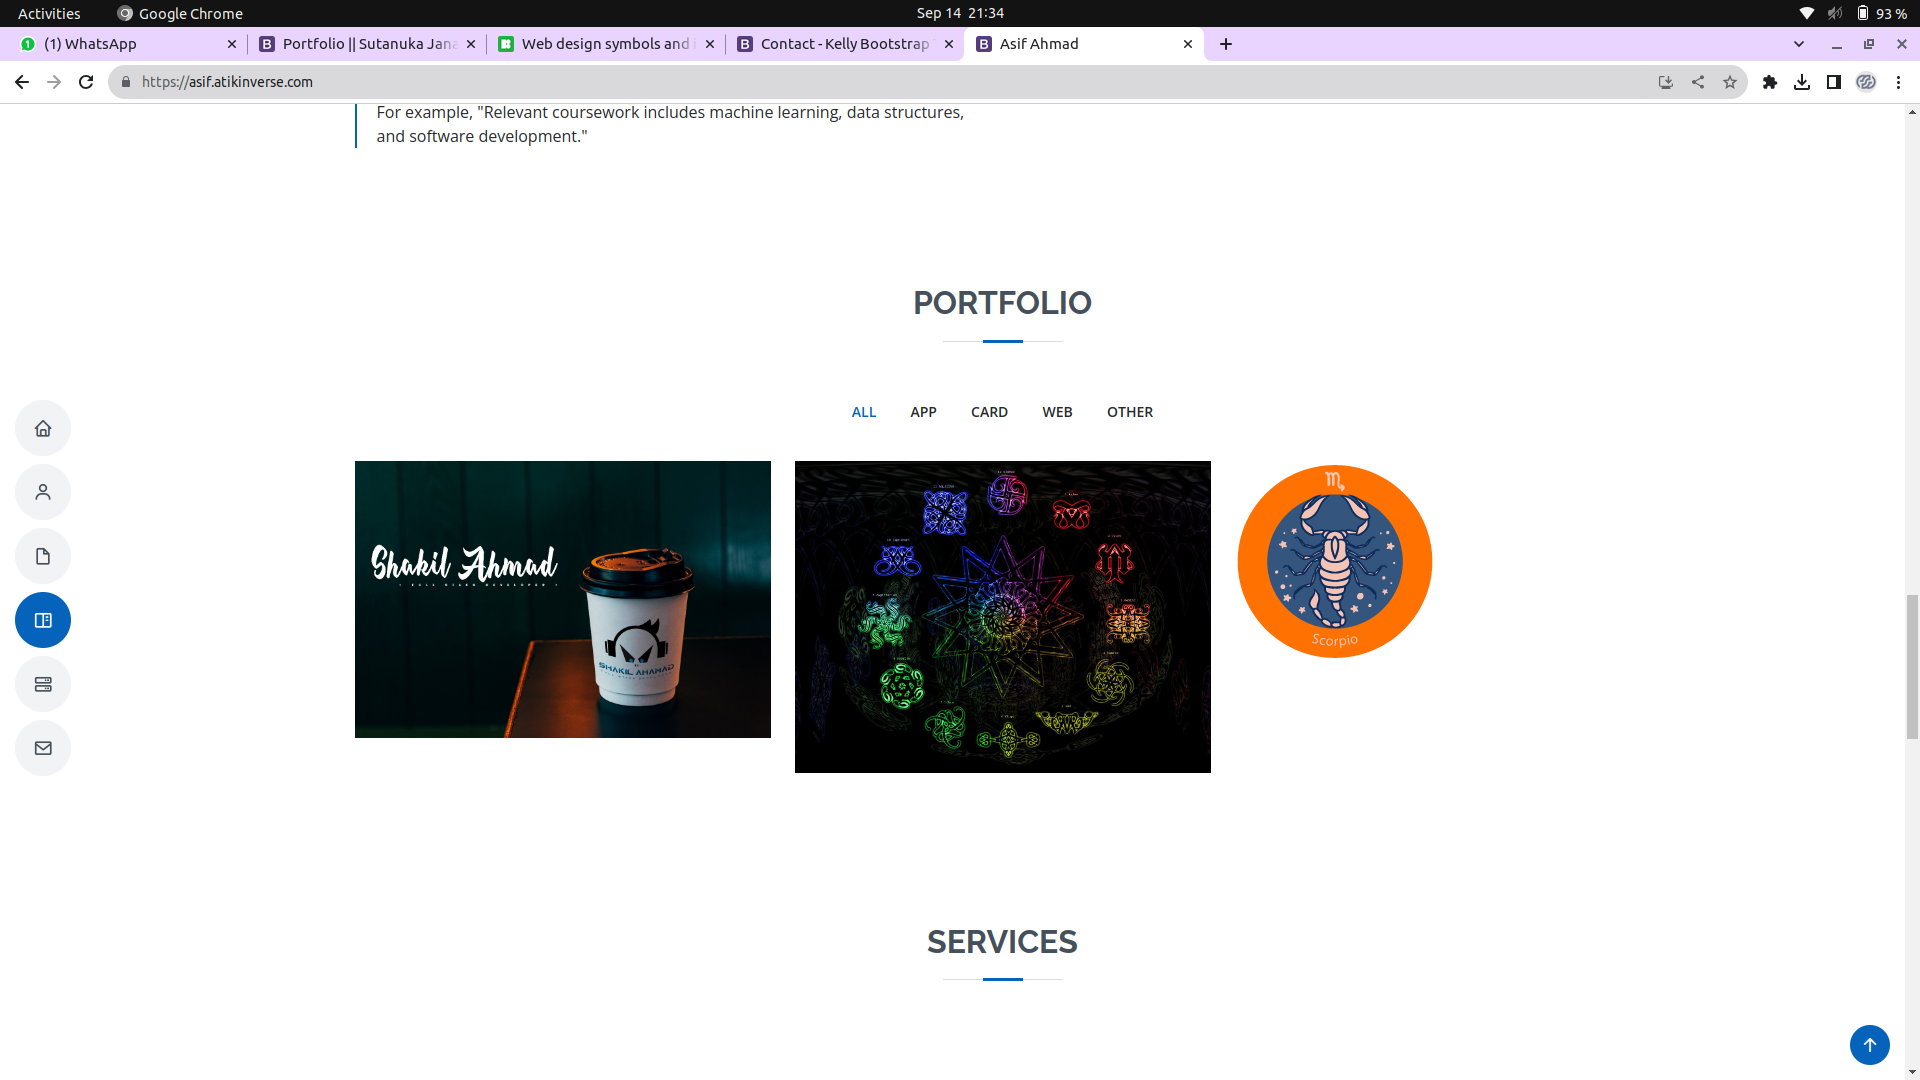 Activities
Google Chrome
Sep 14 21:34
93 %
(1) WhatsApp
Portfolio || Sutanuka Jana
Web design symbols and
Contact - Kelly Bootstrap
Asif Ahmad
https://asif.atikinverse.com
For example, "Relevant coursework includes machine learning, data structures,
and software development."
PORTFOLIO
ALL
APP
CARD
WEB
OTHER
Shakil Ahmad
SHAKIL AHAMAD
Scorpio
SERVICES